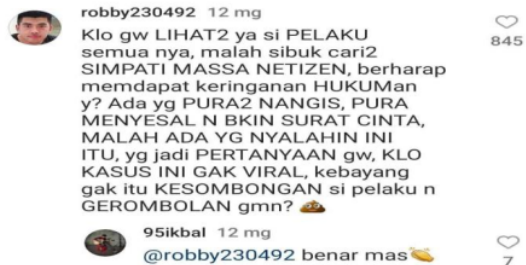 robby230492 12 mg
Klo gw LIHAT2 ya si PELAKU
semua nya, malah sibuk cari2
SIMPATI MASSA NETIZEN, berharap
memdapat keringanan HUKUMan
y? Ada yg PURA2 NANGIS, PURA
MENYESAL N BKIN SURAT CINTA,
MALAH ADA YG NYALAHIN INI
ITU, yg jadi PERTANYAAN gw, KLO
KASUS INI GAK VIRAL, kebayang
gak itu KESOMBONGAN si pelaku n
GEROMBOLAN gmn? 💩
845
95ikbal 12 mg
@robby230492 benar mas👏
7